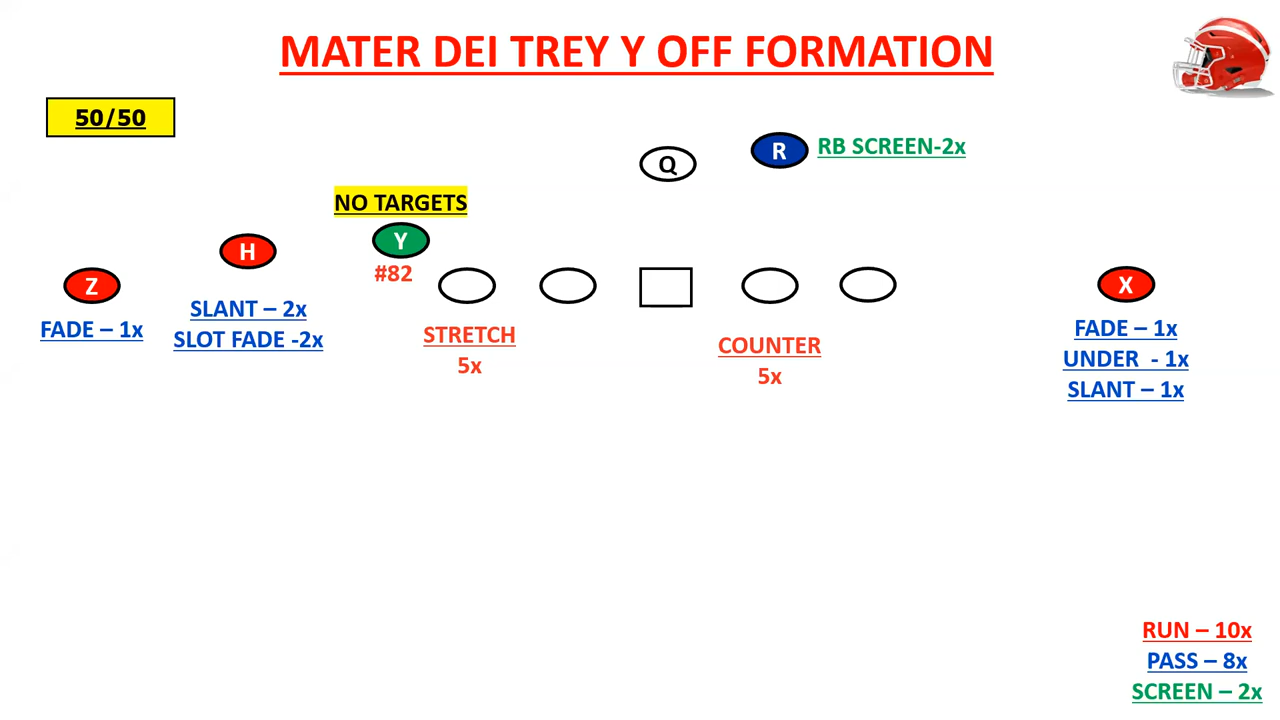 MATER DEI TREY Y OFF FORMATION
50/50
Q
R
RB SCREEN-2x
NO TARGETS
Y
#82
H
Z
X
SLANT – 2x
SLOT FADE -2x
FADE – 1x
STRETCH
5x
COUNTER
5x
FADE – 1x
UNDER - 1x
SLANT – 1x
RUN – 10x
PASS – 8x
SCREEN – 2x